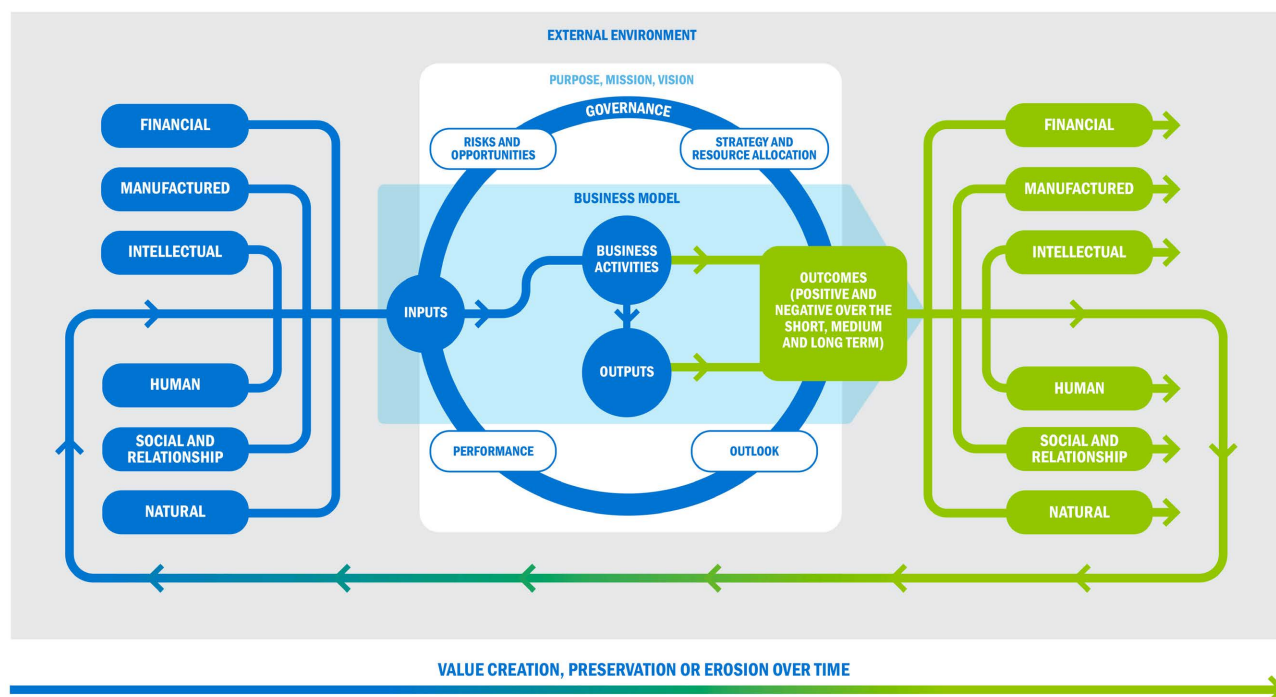 EXTERNAL ENVIRONMENT
PURPOSE, MISSION, VISION
GOVERNANCE
RISKS AND
OPPORTUNITIES
STRATEGY AND
RESOURCE ALLOCATION
FINANCIAL
MANUFACTURED
INTELLECTUAL
HUMAN
SOCIAL AND
RELATIONSHIP
NATURAL
BUSINESS MODEL
INPUTS
BUSINESS
ACTIVITIES
OUTPUTS
OUTCOMES
(POSITIVE AND
NEGATIVE OVER THE
SHORT, MEDIUM
AND LONG TERM)
PERFORMANCE
OUTLOOK
FINANCIAL
MANUFACTURED
INTELLECTUAL
HUMAN
SOCIAL AND
RELATIONSHIP
NATURAL
VALUE CREATION, PRESERVATION OR EROSION OVER TIME